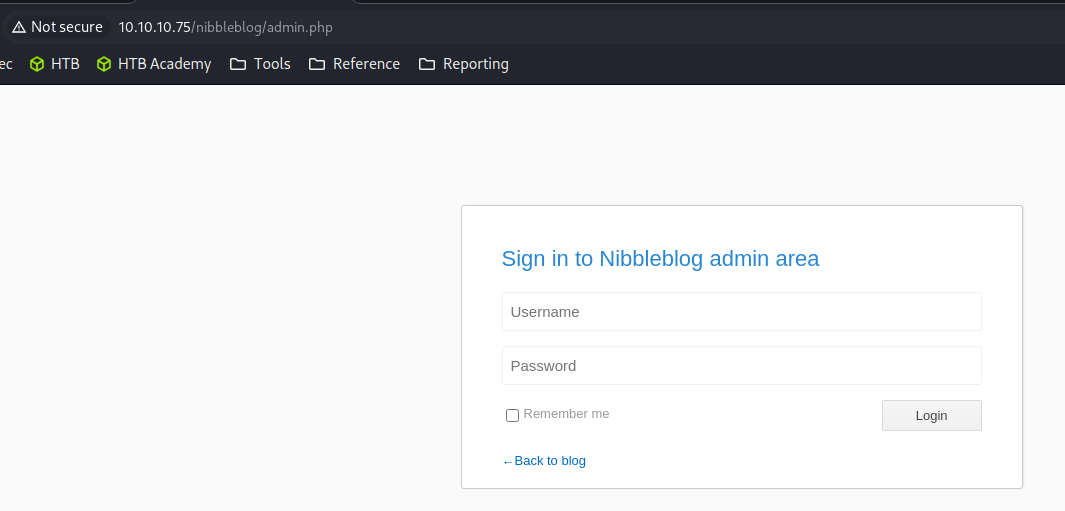 Not secure 10.10.10.75/nibbleblog/admin.php
ec HTB HTB Academy Tools Reference Reporting
Sign in to Nibbleblog admin area
Username
Password
Remember me Login
←Back to blog